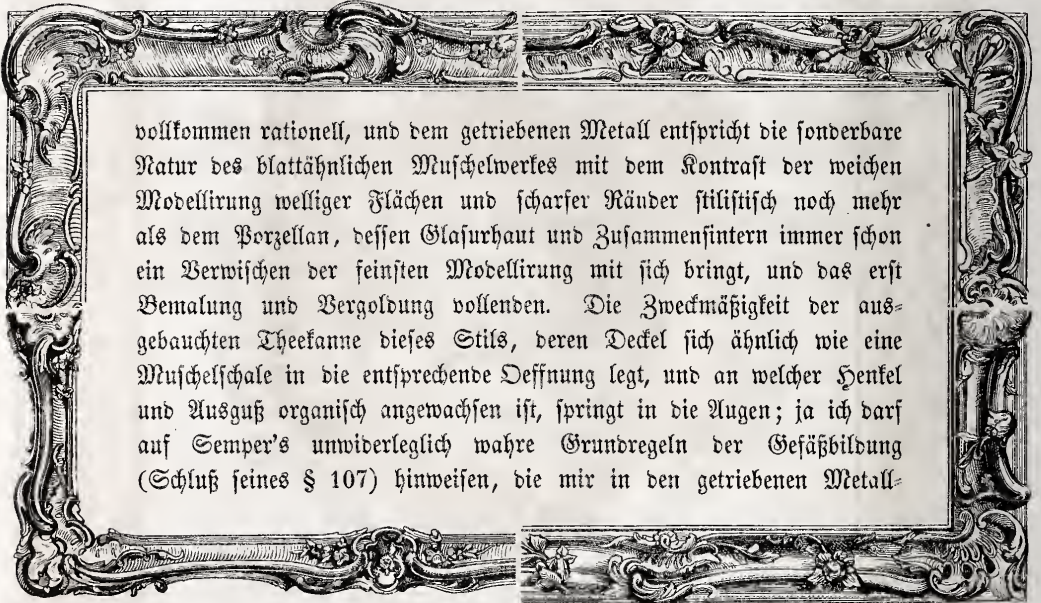 vollkommen rationell, und dem getriebenen Metall entspricht die sonderbare
Natur des blattähnlichen Muschelwerkes mit dem Kontrast der weichen
Modellirung welliger Flächen und scharfer Ränder stilistisch noch mehr
als dem Porzellan, dessen Glasurhaut und Zusammensintern immer schon
ein Verwischen der feinsten Modellirung mit sich bringt, und das erst
Bemalung und Vergoldung vollenden. Die Zweckmäßigkeit der aus-
gebauchten Theekanne dieses Stils, deren Deckel sich ähnlich wie eine
Muschelschale in die entsprechende Oeffnung legt, und an welcher Henkel
und Ausguß organisch angewachsen ist, springt in die Augen; ja ich darf
auf Semper's unwiderleglich wahre Grundregeln der Gefäßbildung
(Schluß seines § 107) hinweisen, die mir in den getriebenen Metall-